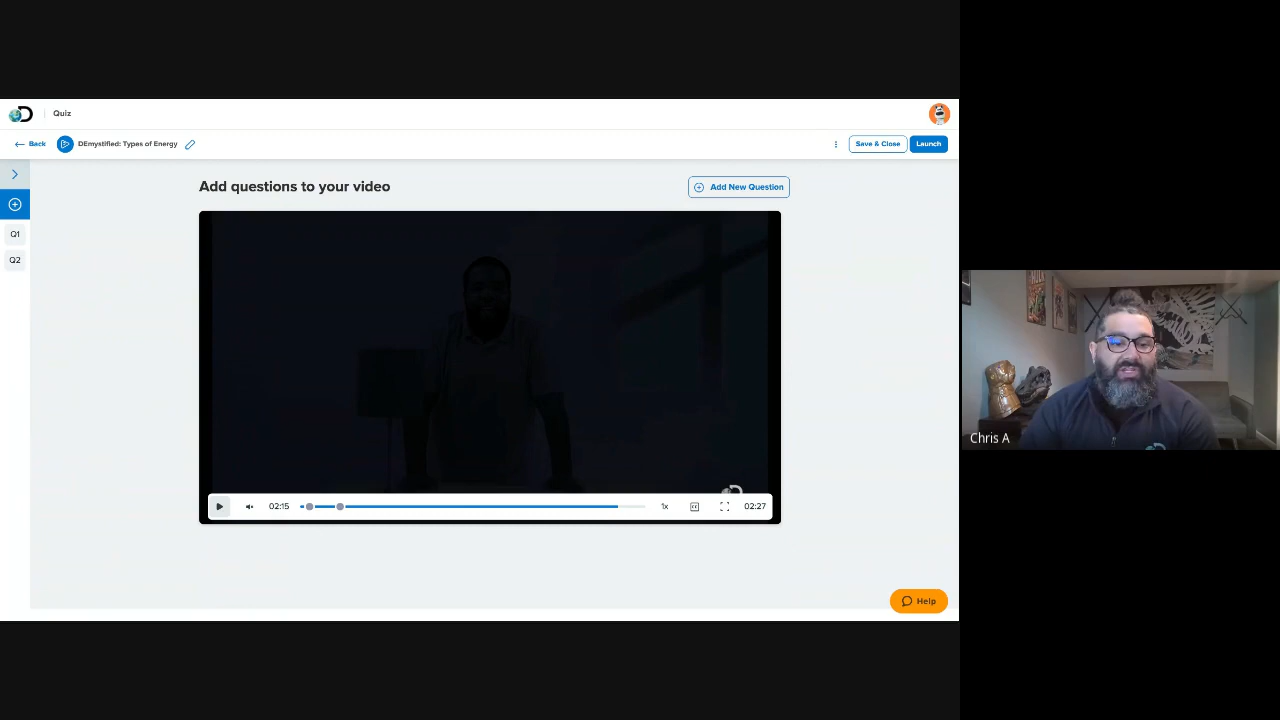 Quiz
Back
DEmystified: Types of Energy
Save & Close
Launch
Add questions to your video
Add New Question
Q1
Q2
02:15
1x
02:27
Help
Chris A